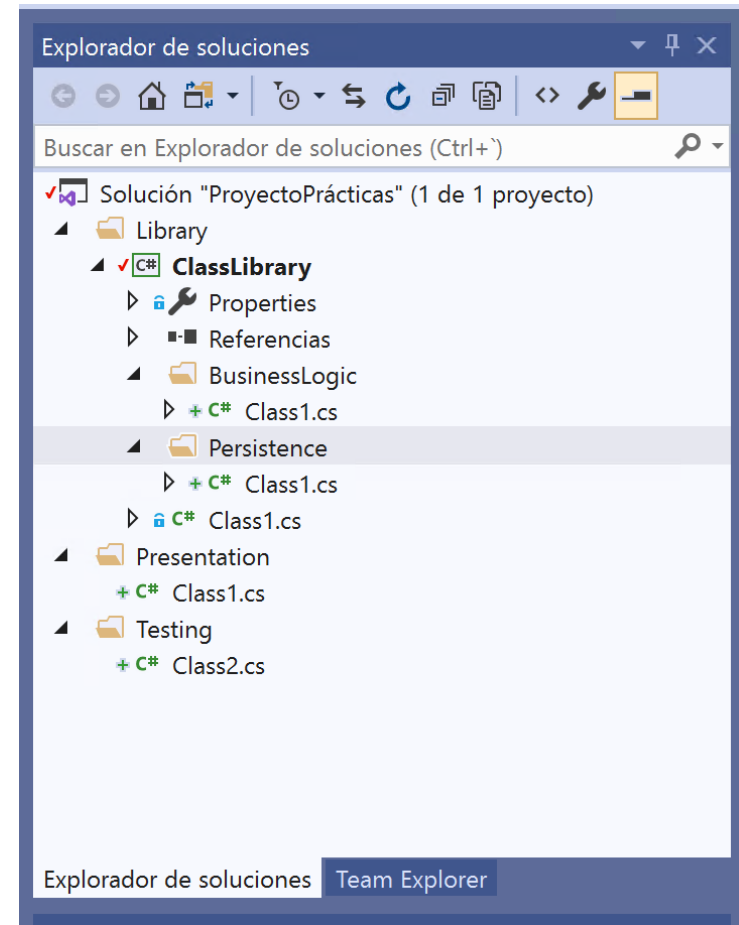 Explorador de soluciones
Buscar en Explorador de soluciones (Ctrl+`)
Solución "ProyectoPrácticas" (1 de 1 proyecto)
Library
C# ClassLibrary
Properties
Referencias
BusinessLogic
C# Class1.cs
Persistence
C# Class1.cs
C# Class1.cs
Presentation
C# Class1.cs
Testing
C# Class2.cs
Explorador de soluciones Team Explorer